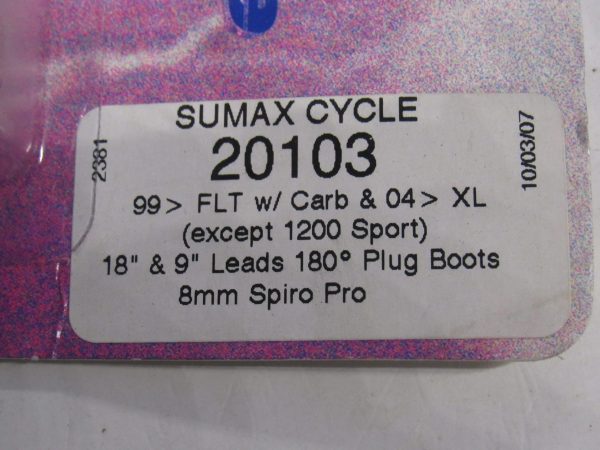 SUMAX CYCLE
20103
99> FLT w/ Carb & 04> XL
(except 1200 Sport)
18" & 9" Leads 180° Plug Boots
8mm Spiro Pro
2381
10/03/07